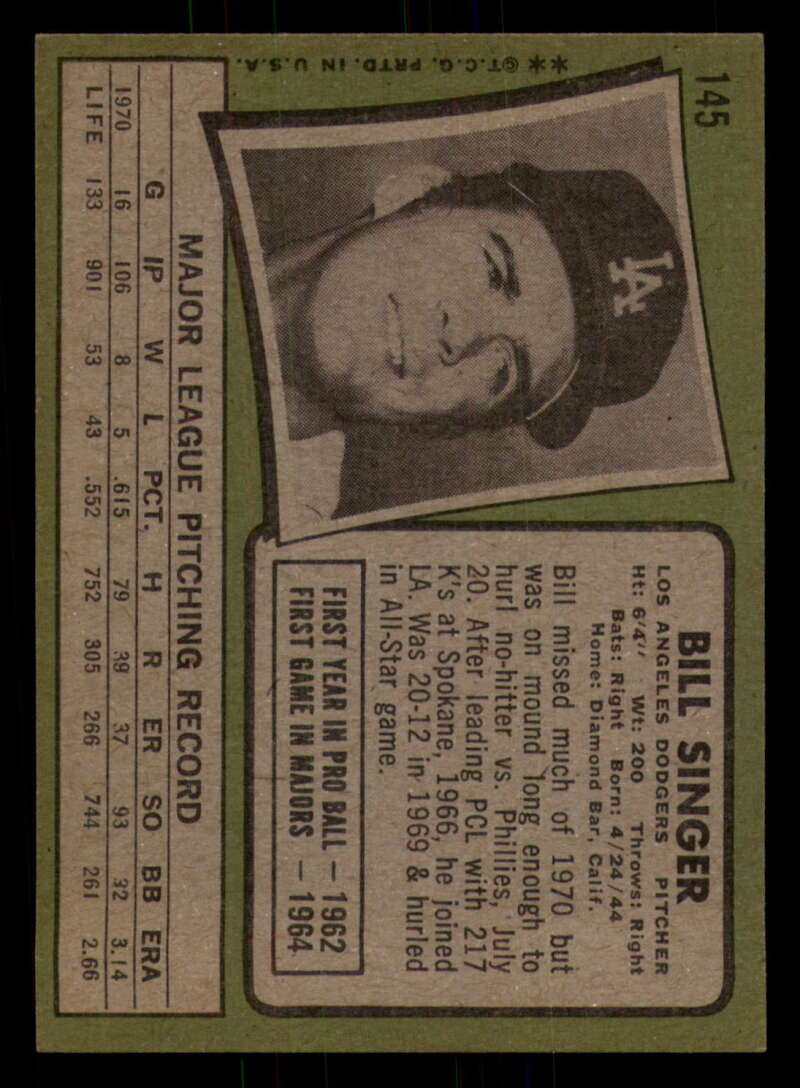 145
**©T.C.G. PRTD. IN U.S.A.
LA
BILL SINGER
LOS ANGELES DODGERS PITCHER
Ht: 6'4" Wt: 200 Throws: Right
Bats: Right Born: 4/24/44
Home: Diamond Bar, Calif.
Bill missed much of 1970 but
was on mound long enough to
hurl no-hitter vs. Phillies, July
20. After leading PCL with 217
K's at Spokane, 1966, he joined
LA. Was 20-12 in 1969 & hurled
in All-Star game.
FIRST YEAR IN PRO BALL — 1962
FIRST GAME IN MAJORS — 1964
MAJOR LEAGUE PITCHING RECORD
G IP W L PCT. H R ER SO BB ERA
1970 16 106 8 5 .615 79 39 37 93 32 3.14
LIFE 133 901 53 43 .552 752 305 266 744 261 2.66